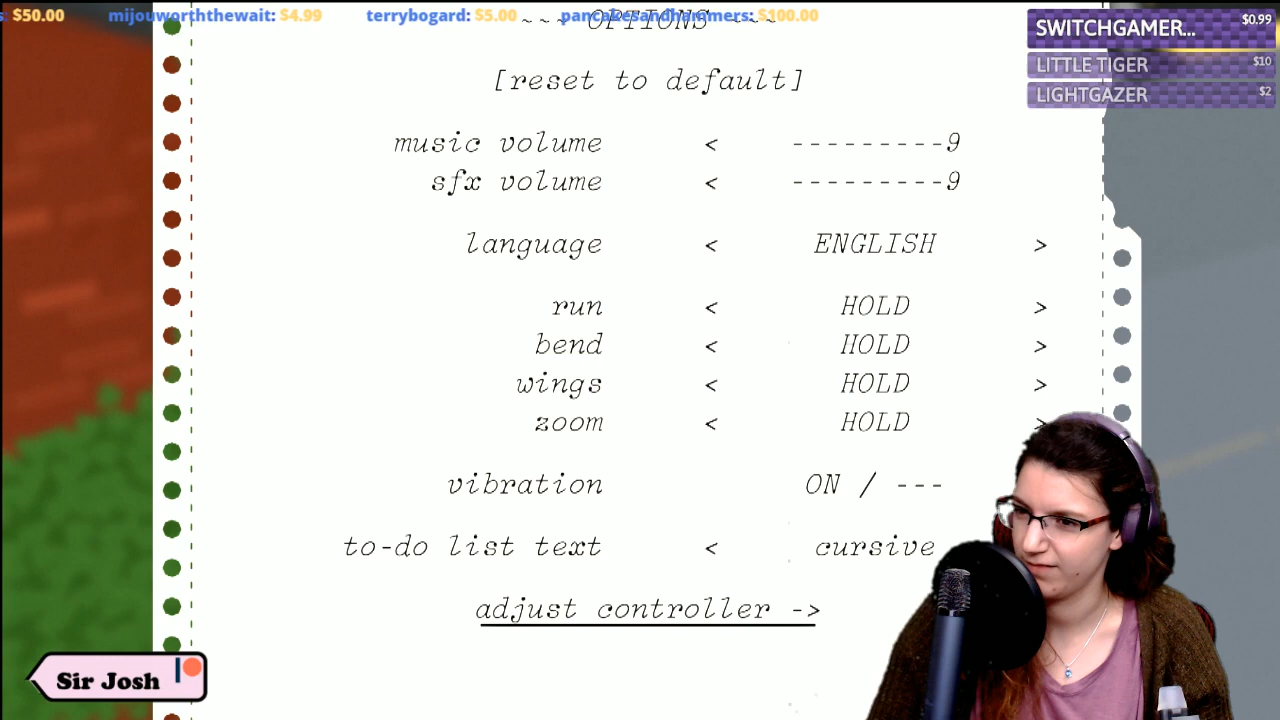 : $50.00 mijouworththewait: $4.99 terrybogard: $5.00 pancakesandhammers: $100.00
~~~ OPTIONS ~~~
SWITCHGAMER... $0.99
LITTLE TIGER $10
LIGHTGAZER $2
[reset to default]
music volume < ---------9
sfx volume < ---------9
language < ENGLISH >
run < HOLD >
bend < HOLD >
wings < HOLD >
zoom < HOLD >
vibration ON / ---
to-do list text < cursive
adjust controller ->
Sir Josh